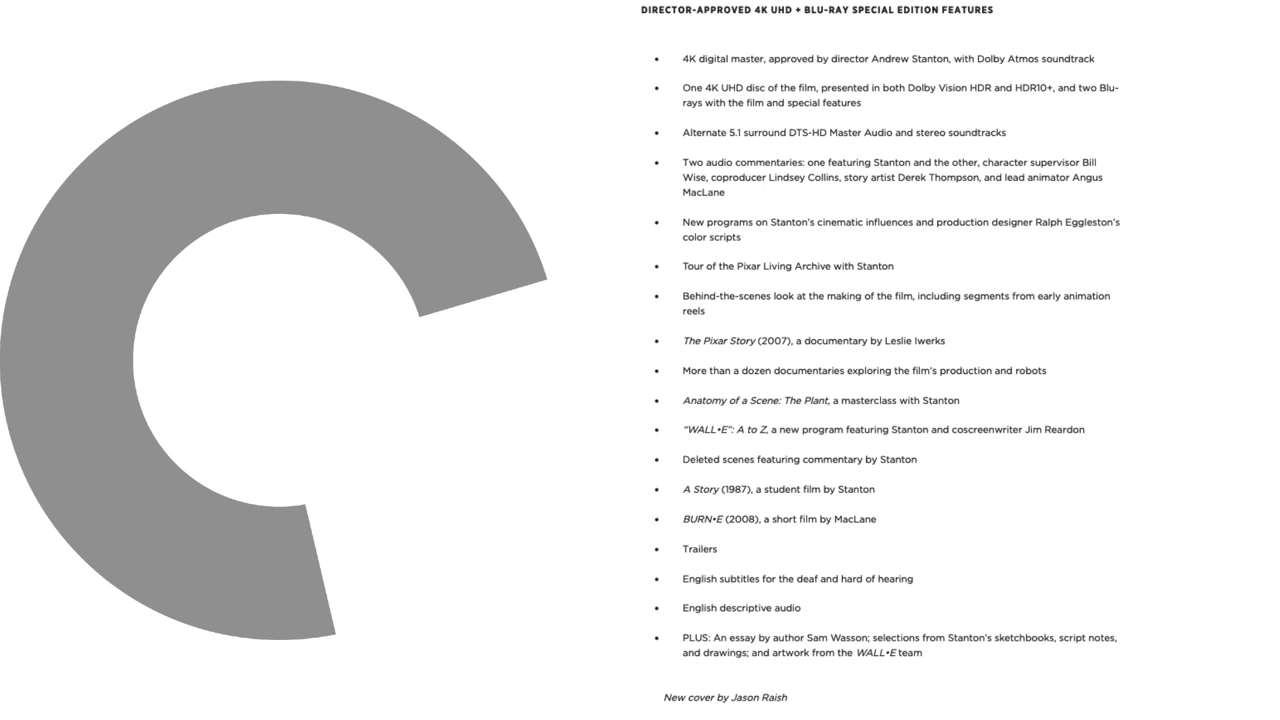 DIRECTOR-APPROVED 4K UHD + BLU-RAY SPECIAL EDITION FEATURES
• 4K digital master, approved by director Andrew Stanton, with Dolby Atmos soundtrack
• One 4K UHD disc of the film, presented in both Dolby Vision HDR and HDR10+, and two Blu-
rays with the film and special features
• Alternate 5.1 surround DTS-HD Master Audio and stereo soundtracks
• Two audio commentaries: one featuring Stanton and the other, character supervisor Bill
Wise, coproducer Lindsey Collins, story artist Derek Thompson, and lead animator Angus
MacLane
• New programs on Stanton's cinematic influences and production designer Ralph Eggleston's
color scripts
• Tour of the Pixar Living Archive with Stanton
• Behind-the-scenes look at the making of the film, including segments from early animation
reels
• The Pixar Story (2007), a documentary by Leslie Iwerks
• More than a dozen documentaries exploring the film's production and robots
• Anatomy of a Scene: The Plant, a masterclass with Stanton
• “WALL•E”: A to Z, a new program featuring Stanton and coscreenwriter Jim Reardon
• Deleted scenes featuring commentary by Stanton
• A Story (1987), a student film by Stanton
• BURN•E (2008), a short film by MacLane
• Trailers
• English subtitles for the deaf and hard of hearing
• English descriptive audio
• PLUS: An essay by author Sam Wasson; selections from Stanton's sketchbooks, script notes,
and drawings; and artwork from the WALL•E team
New cover by Jason Raish